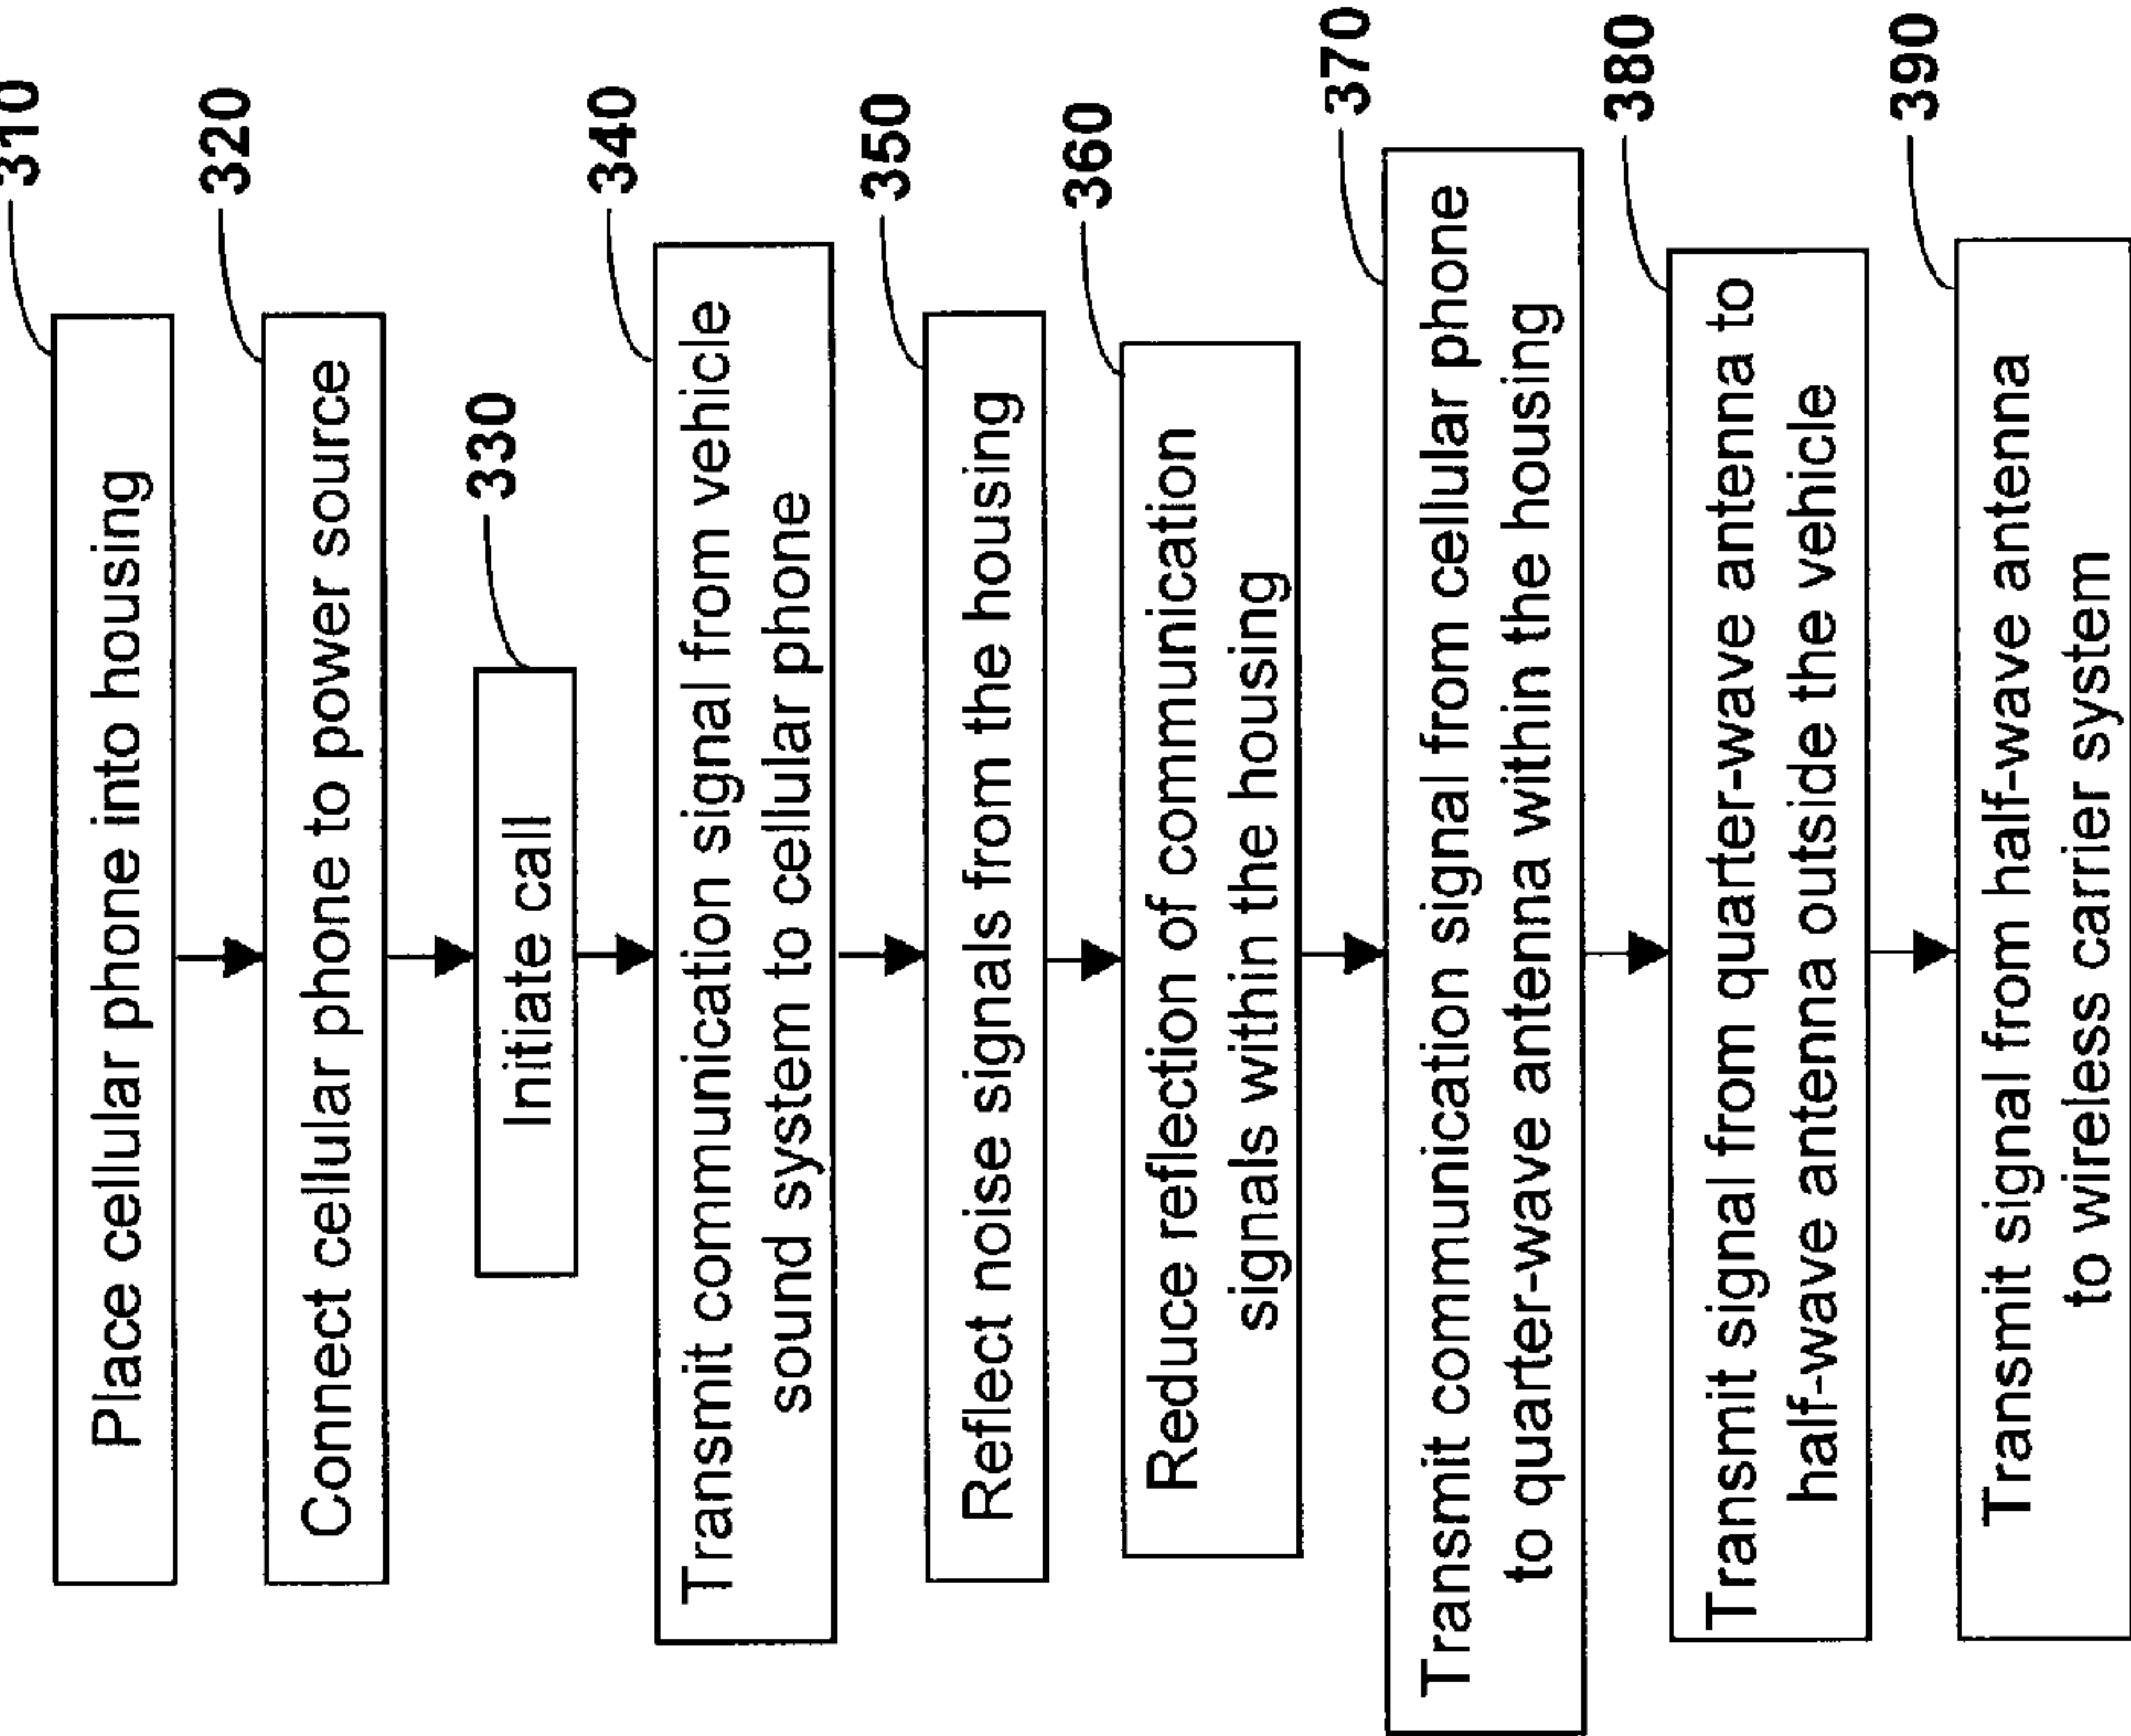 310
Place cellular phone into housing
320
Connect cellular phone to power source
330
Initiate call
340
Transmit communication signal from vehicle
sound system to cellular phone
350
Reflect noise signals from the housing
360
Reduce reflection of communication
signals within the housing
370
Transmit communication signal from cellular phone
to quarter-wave antenna within the housing
380
Transmit signal from quarter-wave antenna to
half-wave antenna outside the vehicle
390
Transmit signal from half-wave antenna
to wireless carrier system